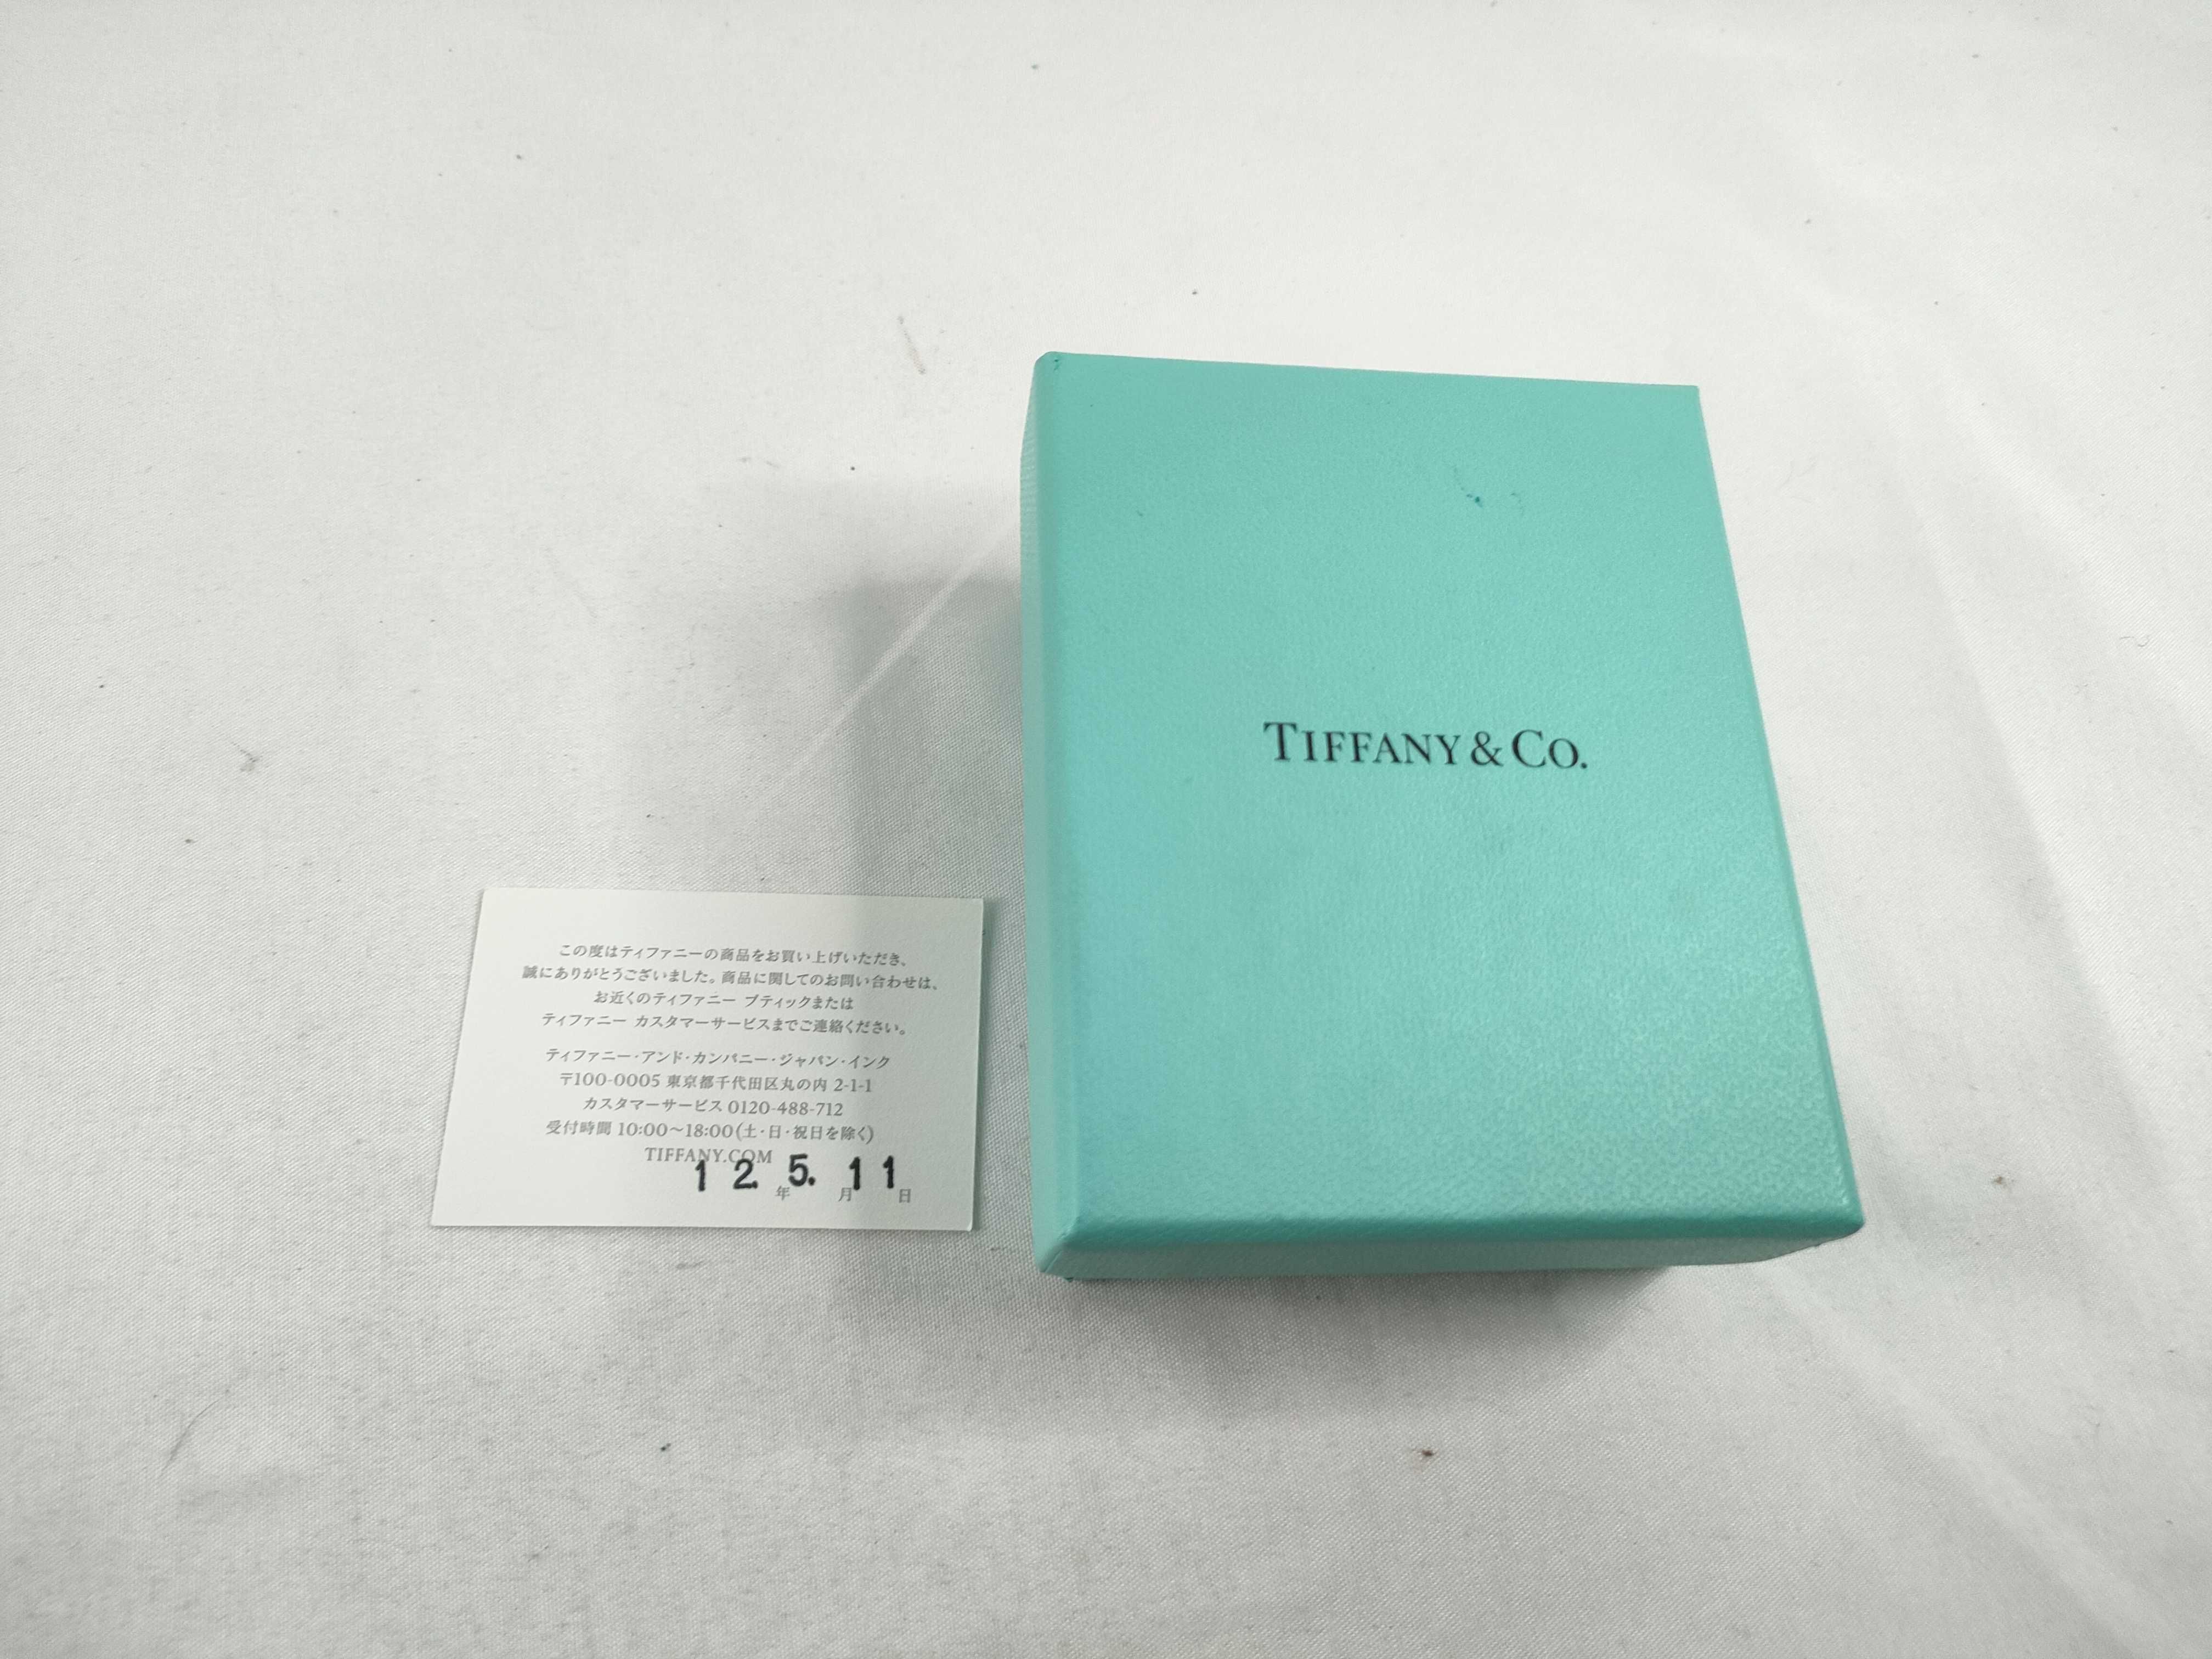 この度はティファニーの商品をお買い上げいただき、
誠にありがとうございました。商品に関してのお問い合わせは、
お近くのティファニー ブティックまたは
ティファニー カスタマーサービスまでご連絡ください。
ティファニー・アンド・カンパニー・ジャパン・インク
〒100-0005 東京都千代田区丸の内 2-1-1
カスタマーサービス 0120-488-712
受付時間 10:00〜18:00(土・日・祝日を除く)
TIFFANY.COM
12.年5.月11日
TIFFANY & CO.